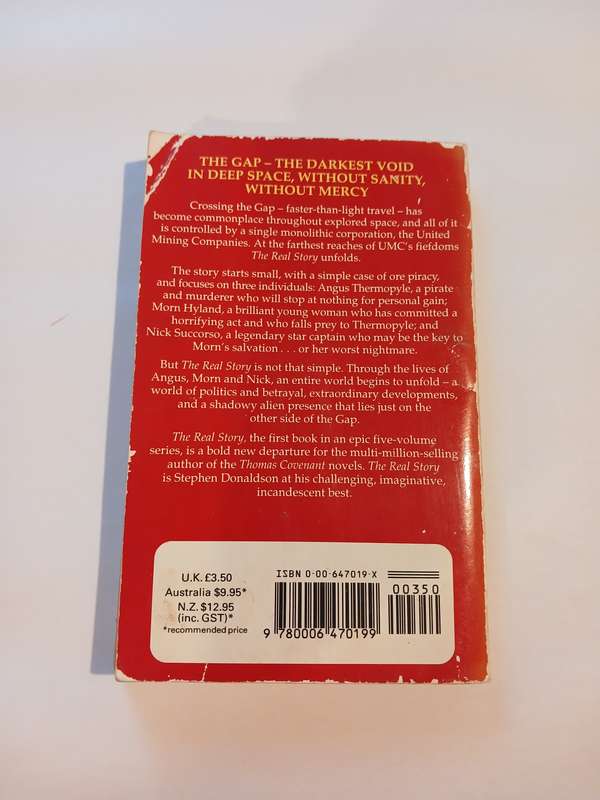 THE GAP – THE DARKEST VOID
IN DEEP SPACE, WITHOUT SANITY,
WITHOUT MERCY
Crossing the Gap – faster-than-light travel – has
become commonplace throughout explored space, and all of it
is controlled by a single monolithic corporation, the United
Mining Companies. At the farthest reaches of UMC's fiefdoms
The Real Story unfolds.
The story starts small, with a simple case of ore piracy,
and focuses on three individuals: Angus Thermopyle, a pirate
and murderer who will stop at nothing for personal gain;
Morn Hyland, a brilliant young woman who has committed a
horrifying act and who falls prey to Thermopyle; and
Nick Succorso, a legendary star captain who may be the key to
Morn's salvation . . . or her worst nightmare.
But The Real Story is not that simple. Through the lives of
Angus, Morn and Nick, an entire world begins to unfold – a
world of politics and betrayal, extraordinary developments,
and a shadowy alien presence that lies just on the
other side of the Gap.
The Real Story, the first book in an epic five-volume
series, is a bold new departure for the multi-million-selling
author of the Thomas Covenant novels. The Real Story
is Stephen Donaldson at his challenging, imaginative,
incandescent best.
U.K. £3.50
Australia $9.95*
N.Z. $12.95
(inc. GST)*
*recommended price
ISBN 0-00-647019-X
00350
9 780006 470199